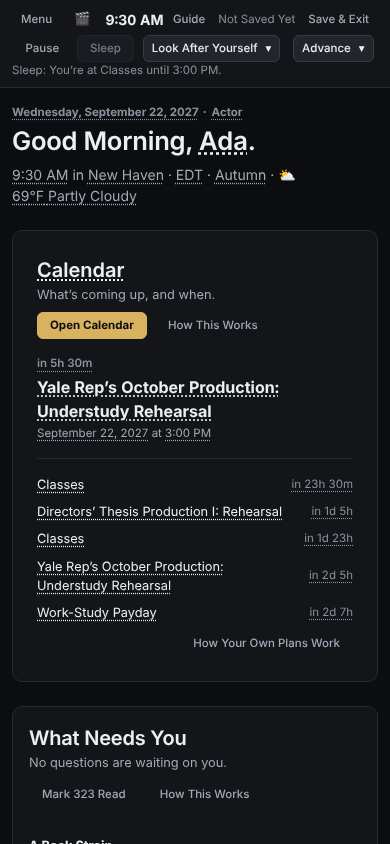 Menu 🎬 9:30 AM Guide Not Saved Yet Save & Exit
Pause Sleep Look After Yourself ▾ Advance ▾
Sleep: You're at Classes until 3:00 PM.
Wednesday, September 22, 2027 · Actor
Good Morning, Ada.
9:30 AM in New Haven · EDT · Autumn · ⛅
69°F Partly Cloudy
Calendar
What's coming up, and when.
Open Calendar How This Works
in 5h 30m
Yale Rep's October Production:
Understudy Rehearsal
September 22, 2027 at 3:00 PM
Classes in 23h 30m
Directors' Thesis Production I: Rehearsal in 1d 5h
Classes in 1d 23h
Yale Rep's October Production:
Understudy Rehearsal in 2d 5h
Work-Study Payday in 2d 7h
How Your Own Plans Work
What Needs You
No questions are waiting on you.
Mark 323 Read How This Works